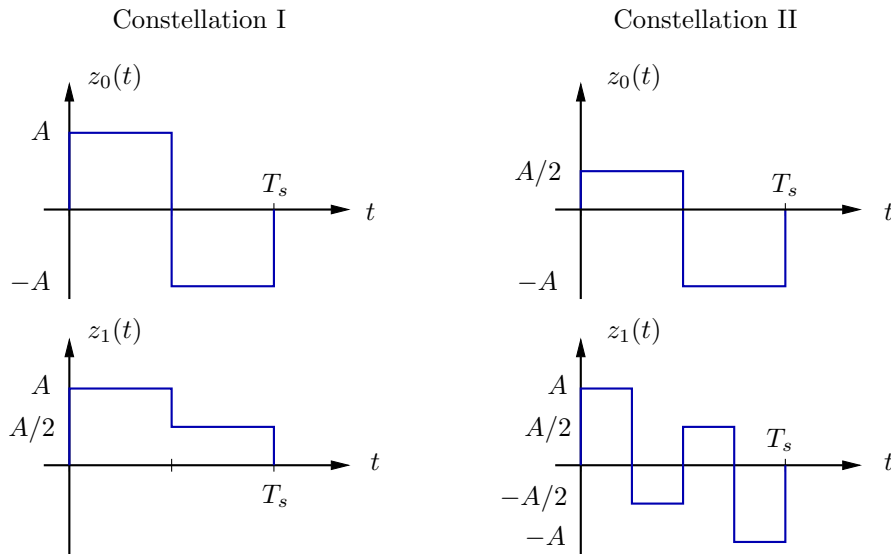 Constellation I
z_0(t)
A
T_s
t
−A
z_1(t)
A
A/2
t
T_s
Constellation II
z_0(t)
A/2
T_s
t
−A
z_1(t)
A
A/2
T_s
t
−A/2
−A